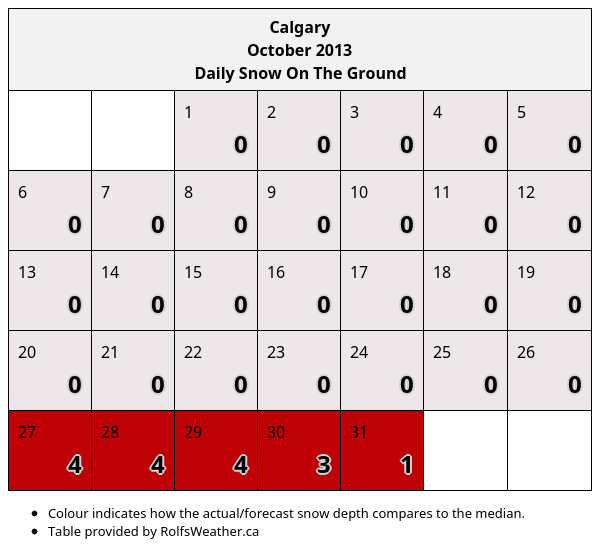 Calgary
October 2013
Daily Snow On The Ground
1 2 3 4 5
0 0 0 0 0
6 7 8 9 10 11 12
0 0 0 0 0 0 0
13 14 15 16 17 18 19
0 0 0 0 0 0 0
20 21 22 23 24 25 26
0 0 0 0 0 0 0
27 28 29 30 31
4 4 4 3 1
• Colour indicates how the actual/forecast snow depth compares to the median.
• Table provided by RolfsWeather.ca